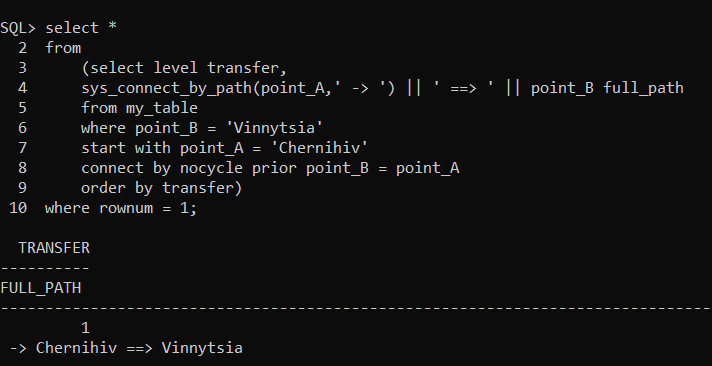 SQL> select *
  2  from
  3      (select level transfer,
  4      sys_connect_by_path(point_A,' -> ') || ' ==> ' || point_B full_path
  5      from my_table
  6      where point_B = 'Vinnytsia'
  7      start with point_A = 'Chernihiv'
  8      connect by nocycle prior point_B = point_A
  9      order by transfer)
 10  where rownum = 1;

  TRANSFER
----------
FULL_PATH
--------------------------------------------------------------------------------
         1
 -> Chernihiv ==> Vinnytsia